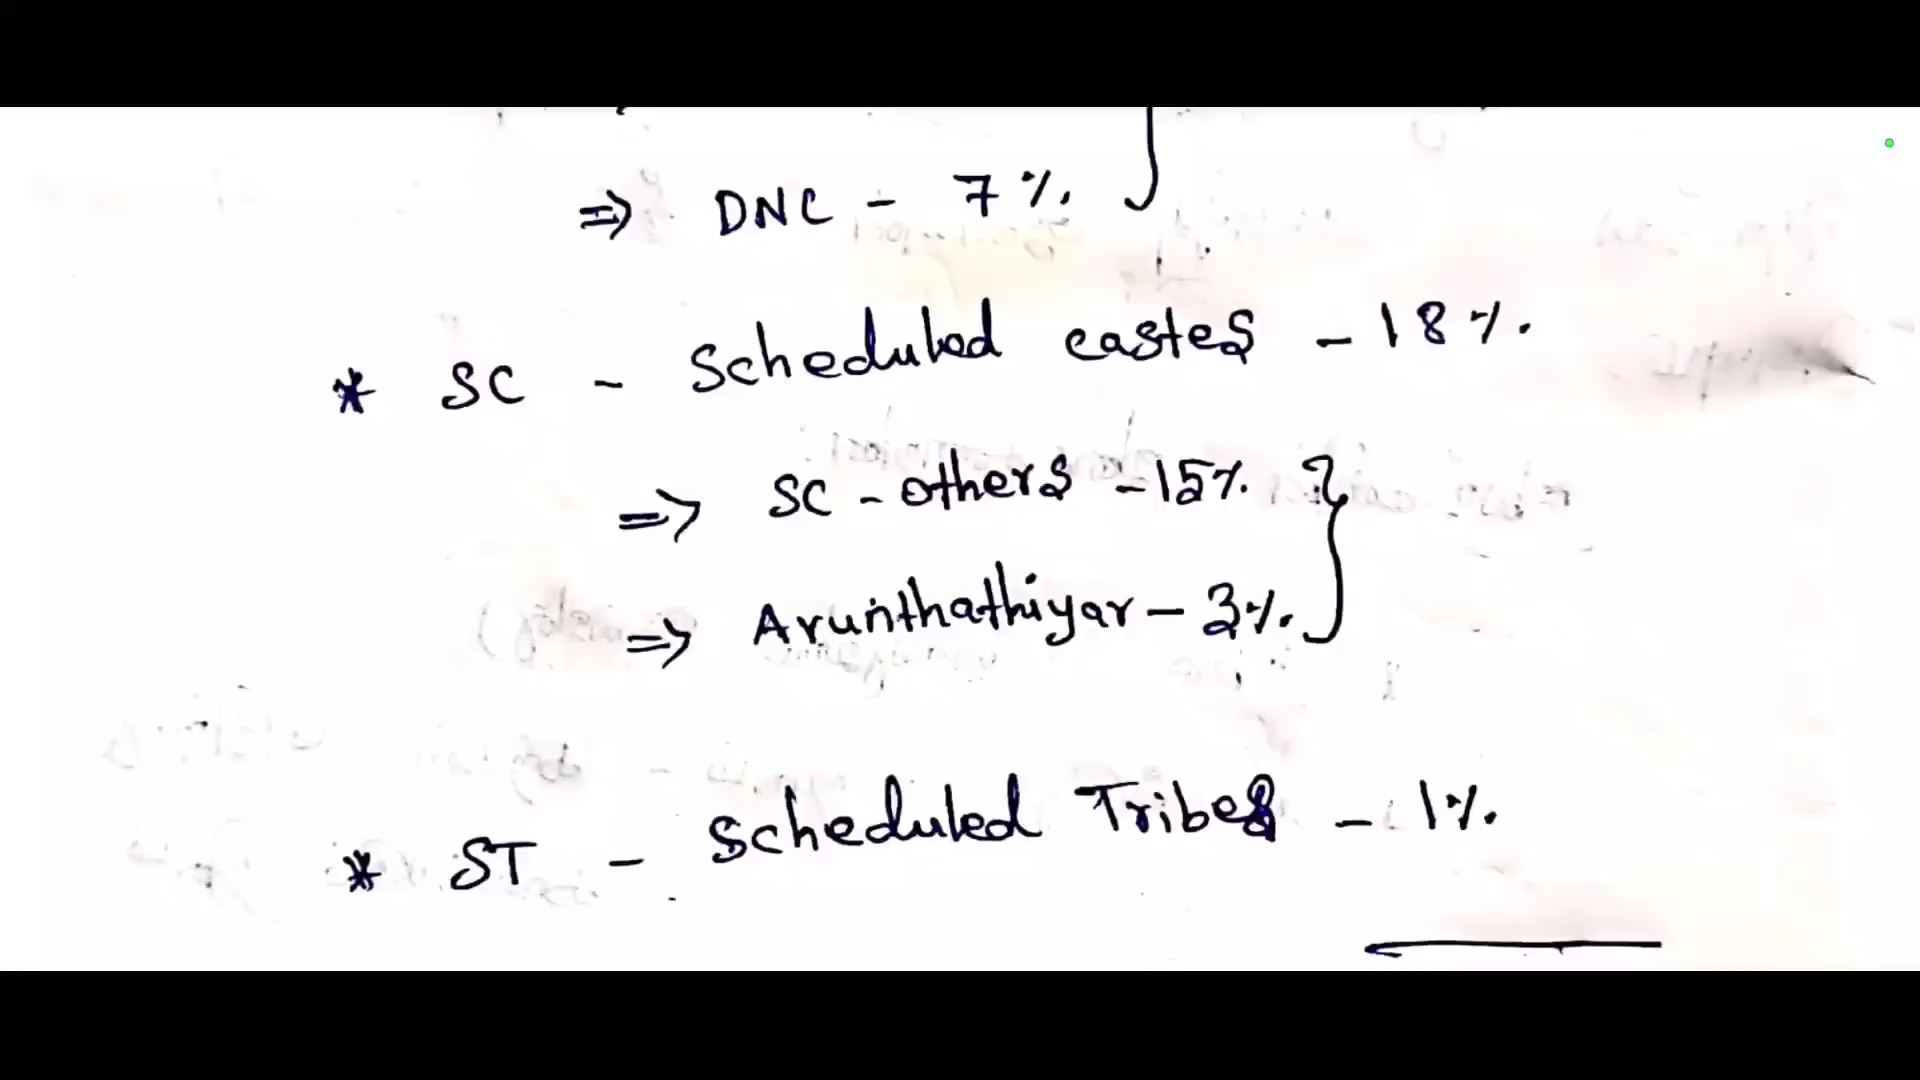 ⇒ DNC - 7%.
* SC - Scheduled castes - 18%.
⇒ SC - others - 15%.
⇒ Arunthathiyar - 3%.
* ST - Scheduled Tribes - 1%.